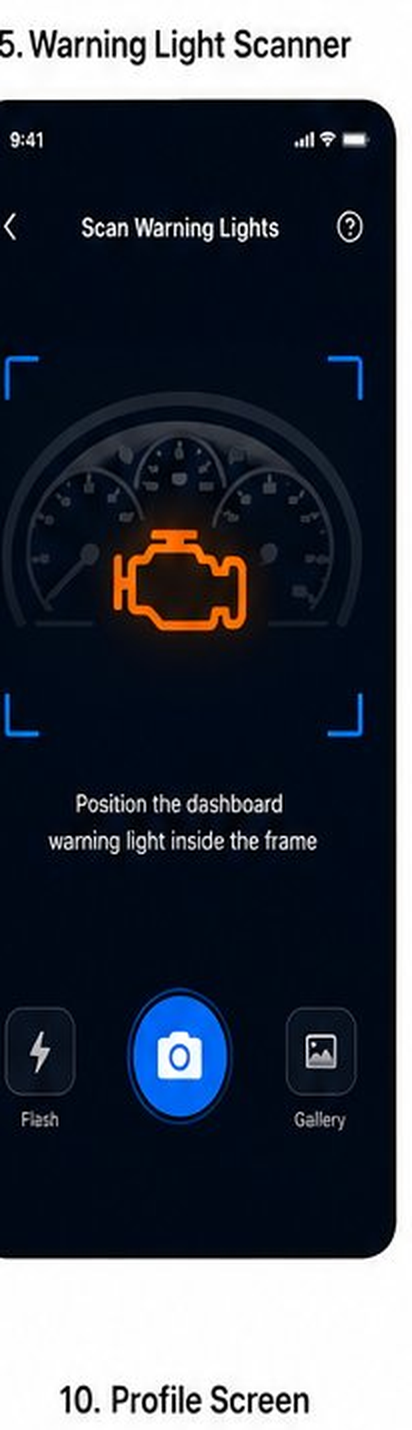 5. Warning Light Scanner
9:41
Scan Warning Lights
Position the dashboard
warning light inside the frame
Flash
Gallery
10. Profile Screen